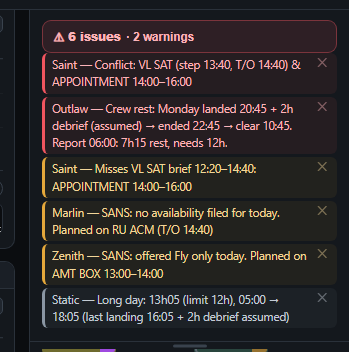 ⚠ 6 issues · 2 warnings
Saint — Conflict: VL SAT (step 13:40, T/O 14:40) &
APPOINTMENT 14:00–16:00
Outlaw — Crew rest: Monday landed 20:45 + 2h
debrief (assumed) → ended 22:45 → clear 10:45.
Report 06:00: 7h15 rest, needs 12h.
Saint — Misses VL SAT brief 12:20–14:40:
APPOINTMENT 14:00–16:00
Marlin — SANS: no availability filed for today.
Planned on RU ACM (T/O 14:40)
Zenith — SANS: offered Fly only today. Planned on
AMT BOX 13:00–14:00
Static — Long day: 13h05 (limit 12h), 05:00 →
18:05 (last landing 16:05 + 2h debrief assumed)